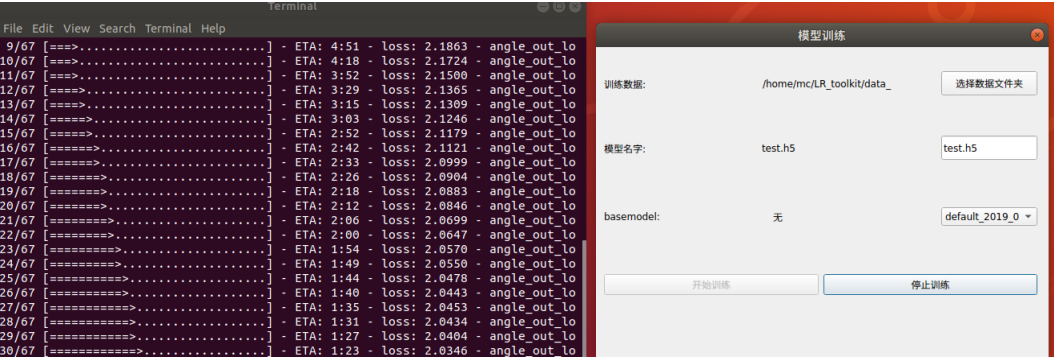 Terminal
File Edit View Search Terminal Help
9/67 [===>..........................] - ETA: 4:51 - loss: 2.1863 - angle_out_lo
10/67 [===>..........................] - ETA: 4:18 - loss: 2.1724 - angle_out_lo
11/67 [===>..........................] - ETA: 3:52 - loss: 2.1500 - angle_out_lo
12/67 [====>.........................] - ETA: 3:29 - loss: 2.1365 - angle_out_lo
13/67 [====>.........................] - ETA: 3:15 - loss: 2.1309 - angle_out_lo
14/67 [=====>........................] - ETA: 3:03 - loss: 2.1246 - angle_out_lo
15/67 [=====>........................] - ETA: 2:52 - loss: 2.1179 - angle_out_lo
16/67 [======>.......................] - ETA: 2:42 - loss: 2.1121 - angle_out_lo
17/67 [======>.......................] - ETA: 2:33 - loss: 2.0999 - angle_out_lo
18/67 [=======>......................] - ETA: 2:26 - loss: 2.0904 - angle_out_lo
19/67 [=======>......................] - ETA: 2:18 - loss: 2.0883 - angle_out_lo
20/67 [=======>......................] - ETA: 2:12 - loss: 2.0846 - angle_out_lo
21/67 [========>.....................] - ETA: 2:06 - loss: 2.0699 - angle_out_lo
22/67 [========>.....................] - ETA: 2:00 - loss: 2.0647 - angle_out_lo
23/67 [=========>....................] - ETA: 1:54 - loss: 2.0570 - angle_out_lo
24/67 [=========>....................] - ETA: 1:49 - loss: 2.0550 - angle_out_lo
25/67 [==========>...................] - ETA: 1:44 - loss: 2.0478 - angle_out_lo
26/67 [==========>...................] - ETA: 1:40 - loss: 2.0443 - angle_out_lo
27/67 [===========>..................] - ETA: 1:35 - loss: 2.0453 - angle_out_lo
28/67 [===========>..................] - ETA: 1:31 - loss: 2.0434 - angle_out_lo
29/67 [===========>..................] - ETA: 1:27 - loss: 2.0404 - angle_out_lo
30/67 [============>.................] - ETA: 1:23 - loss: 2.0346 - angle_out_lo
模型训练
训练数据: /home/mc/LR_toolkit/data_ 选择数据文件夹
模型名字: test.h5 test.h5
basemodel: 无 default_2019_0
开始训练 停止训练